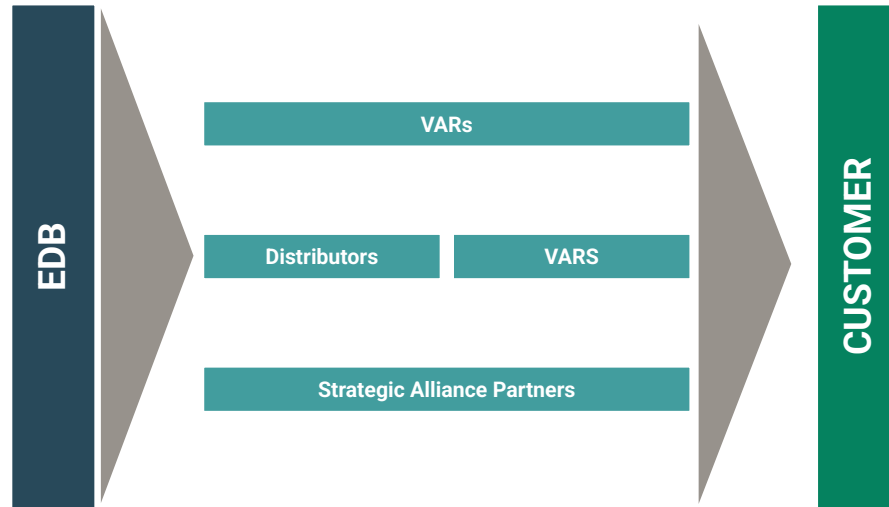 EDB
VARs
Distributors
VARS
Strategic Alliance Partners
CUSTOMER